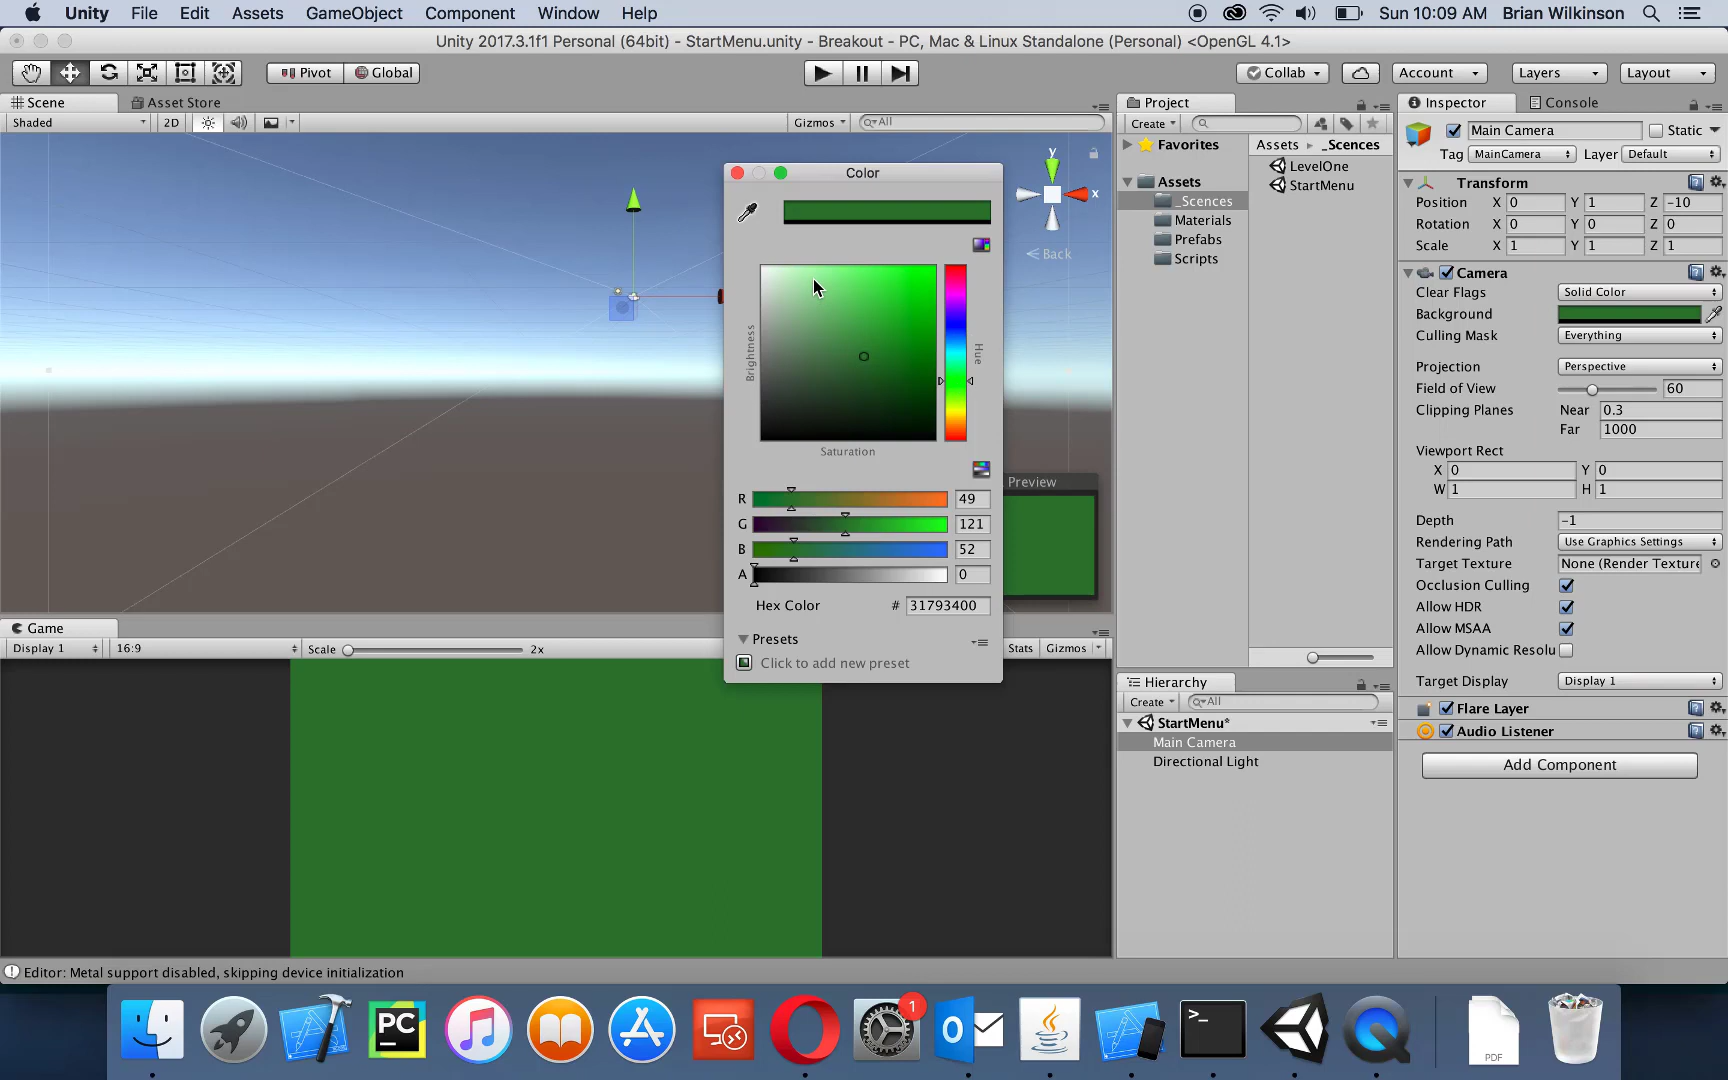 Unity File Edit Assets GameObject Component Window Help Sun 10:09 AM Brian Wilkinson
Unity 2017.3.1f1 Personal (64bit) - StartMenu.unity - Breakout - PC, Mac & Linux Standalone (Personal) <OpenGL 4.1>
Pivot Global Collab Account Layers Layout
Scene Asset Store
Shaded 2D Gizmos All
y
x
Back
Color
Brightness
Hue
Saturation
R 49
G 121
B 52
A 0
Hex Color # 31793400
Presets
Click to add new preset
Preview
Game
Display 1 16:9 Scale 2x Stats Gizmos
Project
Create
Favorites
Assets
_Scences
Materials
Prefabs
Scripts
Assets _Scences
LevelOne
StartMenu
Hierarchy
Create All
StartMenu*
Main Camera
Directional Light
Inspector Console
Main Camera Static
Tag MainCamera Layer Default
Transform
Position X 0 Y 1 Z -10
Rotation X 0 Y 0 Z 0
Scale X 1 Y 1 Z 1
Camera
Clear Flags Solid Color
Background
Culling Mask Everything
Projection Perspective
Field of View 60
Clipping Planes Near 0.3
Far 1000
Viewport Rect
X 0 Y 0
W 1 H 1
Depth -1
Rendering Path Use Graphics Settings
Target Texture None (Render Texture
Occlusion Culling
Allow HDR
Allow MSAA
Allow Dynamic Resolu
Target Display Display 1
Flare Layer
Audio Listener
Add Component
Editor: Metal support disabled, skipping device initialization
PC
1
O
>_
PDF